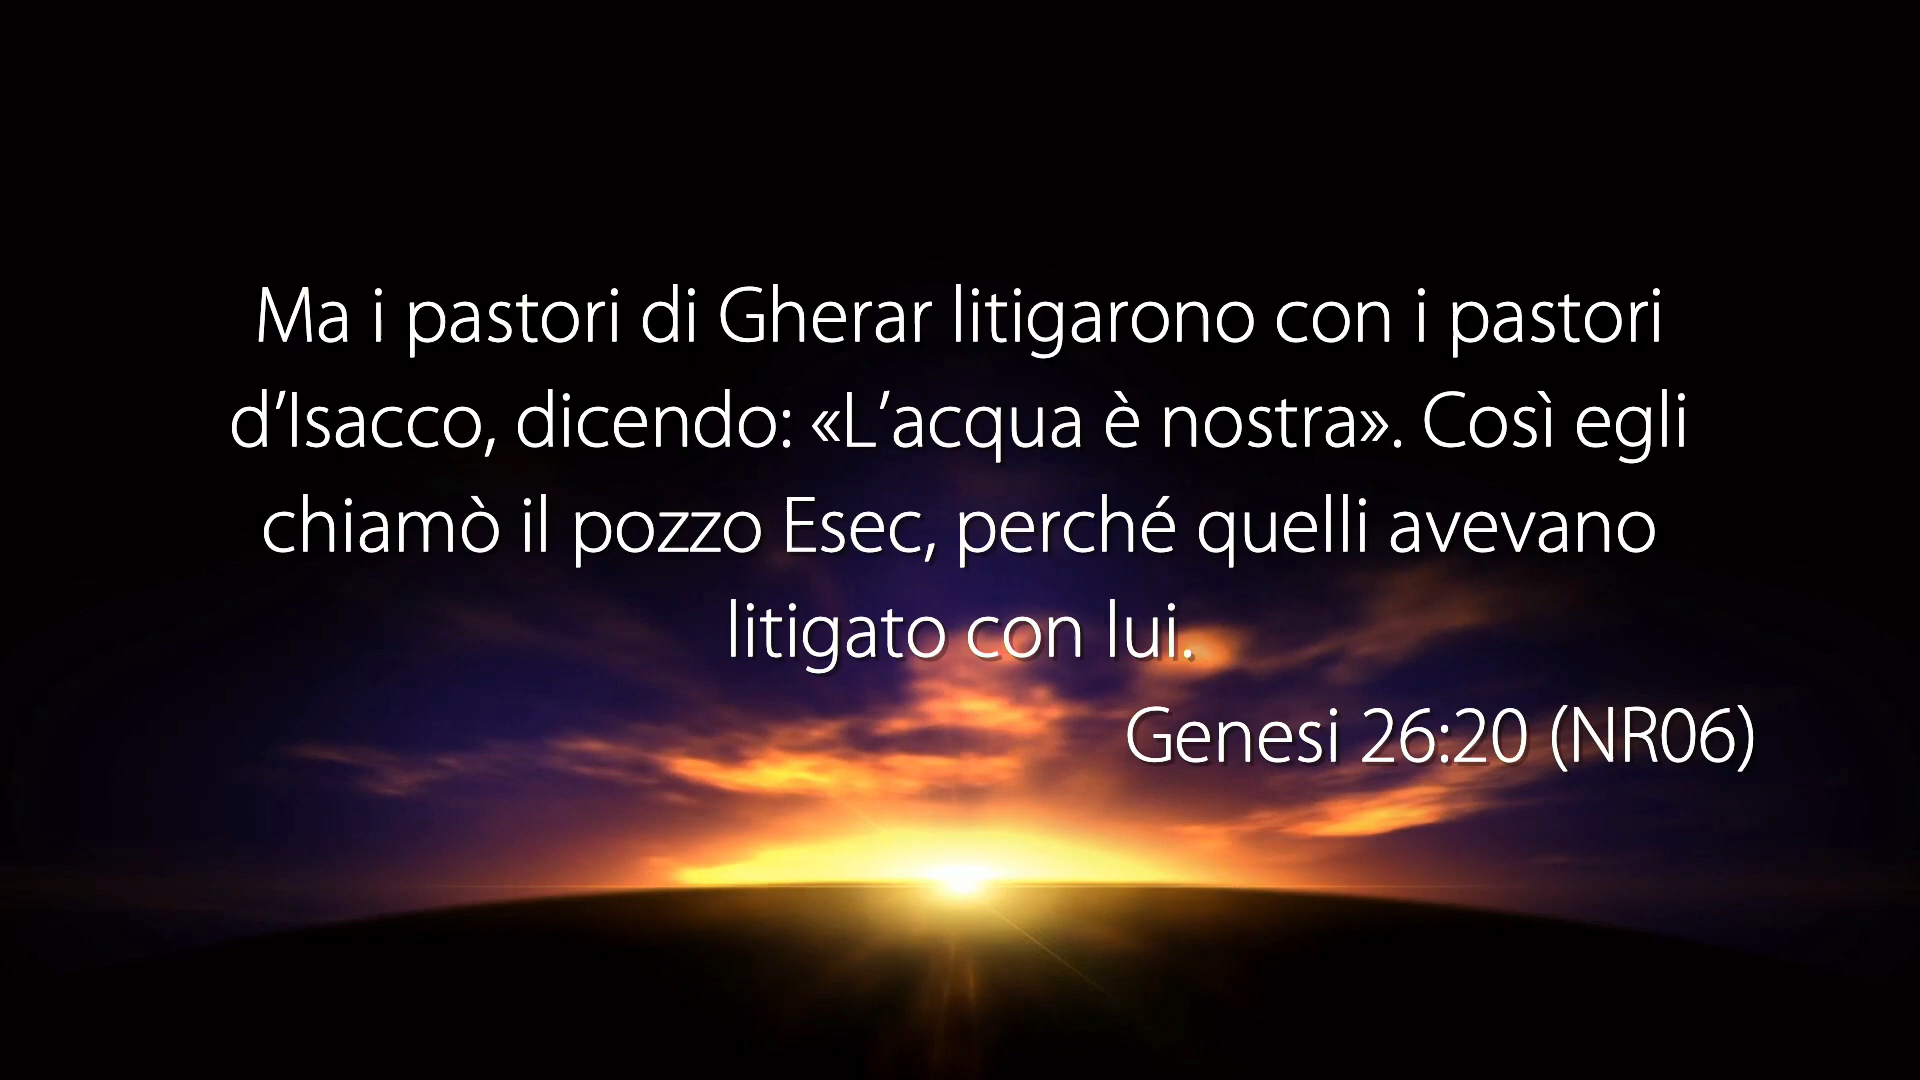 Ma i pastori di Gherar litigarono con i pastori
d’Isacco, dicendo: «L’acqua è nostra». Così egli
chiamò il pozzo Esec, perché quelli avevano
litigato con lui.
Genesi 26:20 (NR06)